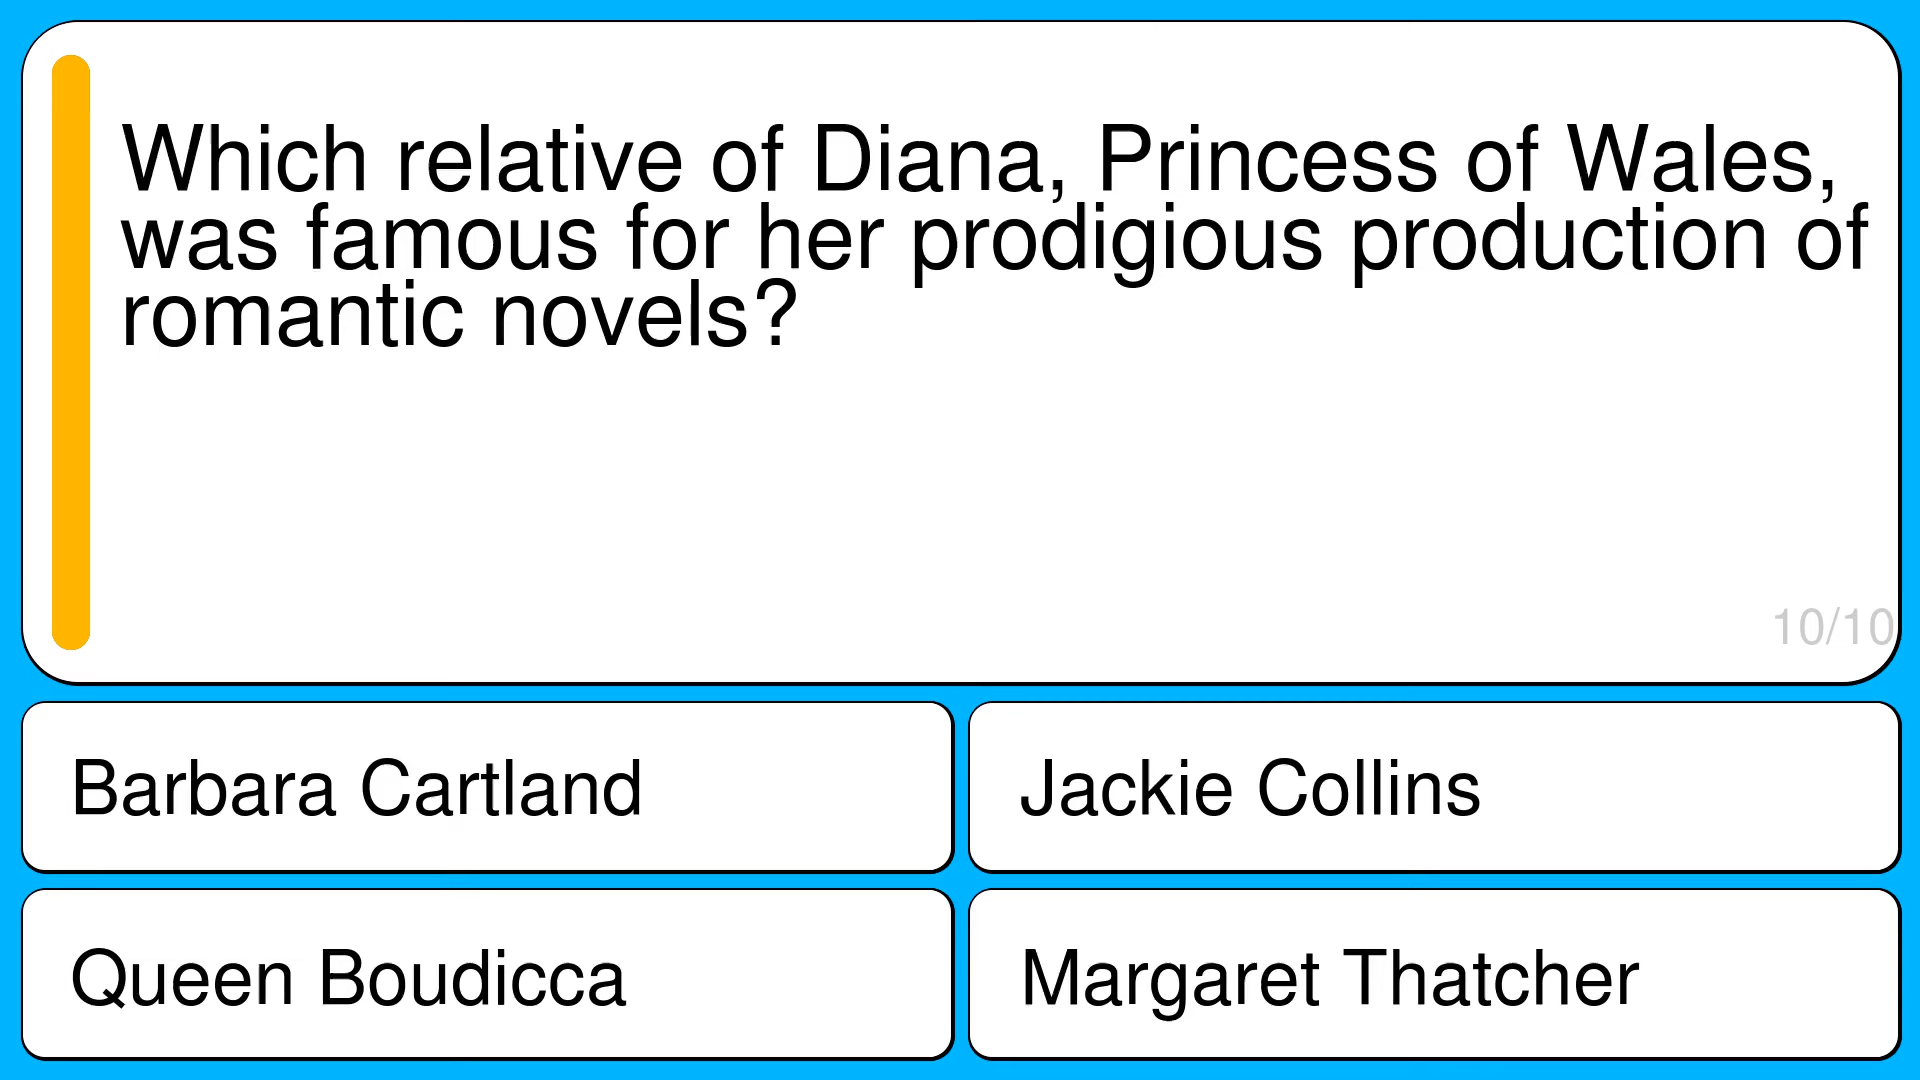 Which relative of Diana, Princess of Wales,
was famous for her prodigious production of
romantic novels?
10/10
Barbara Cartland
Jackie Collins
Queen Boudicca
Margaret Thatcher